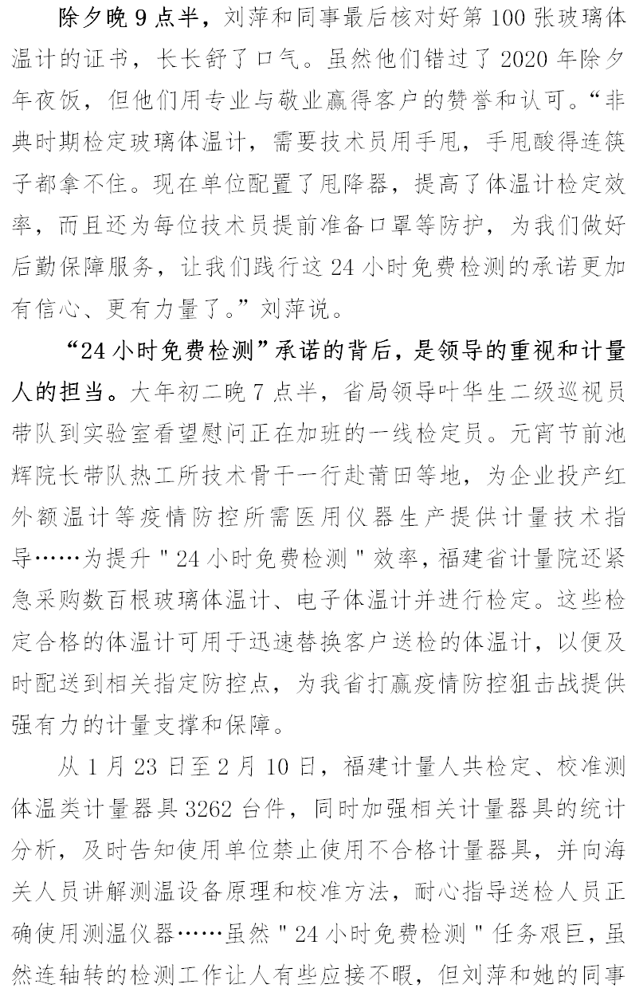 除夕晚9点半，刘萍和同事最后核对好第100张玻璃体
温计的证书，长长舒了口气。虽然他们错过了2020年除夕
年夜饭，但他们用专业与敬业赢得客户的赞誉和认可。“非
典时期检定玻璃体温计，需要技术员用手甩，手甩酸得连筷
子都拿不住。现在单位配置了甩降器，提高了体温计检定效
率，而且还为每位技术员提前准备口罩等防护，为我们做好
后勤保障服务，让我们践行这24小时免费检测的承诺更加
有信心、更有力量了。”刘萍说。
“24小时免费检测”承诺的背后，是领导的重视和计量
人的担当。大年初二晚7点半，省局领导叶华生二级巡视员
带队到实验室看望慰问正在加班的一线检定员。元宵节前池
辉院长带队热工所技术骨干一行赴莆田等地，为企业投产红
外额温计等疫情防控所需医用仪器生产提供计量技术指
导……为提升"24小时免费检测"效率，福建省计量院还紧
急采购数百根玻璃体温计、电子体温计并进行检定。这些检
定合格的体温计可用于迅速替换客户送检的体温计，以便及
时配送到相关指定防控点，为我省打赢疫情防控狙击战提供
强有力的计量支撑和保障。
从1月23日至2月10日，福建计量人共检定、校准测
体温类计量器具3262台件，同时加强相关计量器具的统计
分析，及时告知使用单位禁止使用不合格计量器具，并向海
关人员讲解测温设备原理和校准方法，耐心指导送检人员正
确使用测温仪器……虽然"24小时免费检测"任务艰巨，虽
然连轴转的检测工作让人有些应接不暇，但刘萍和她的同事